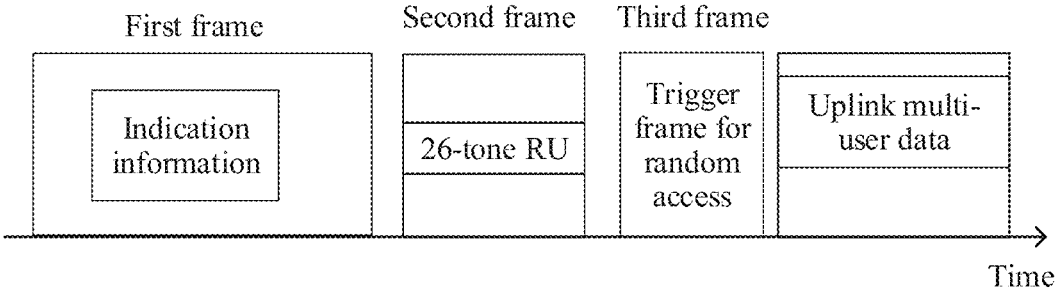 First frame
Second frame
Third frame
Indication
information
26-tone RU
Trigger
frame for
random
access
Uplink multi-
user data
Time